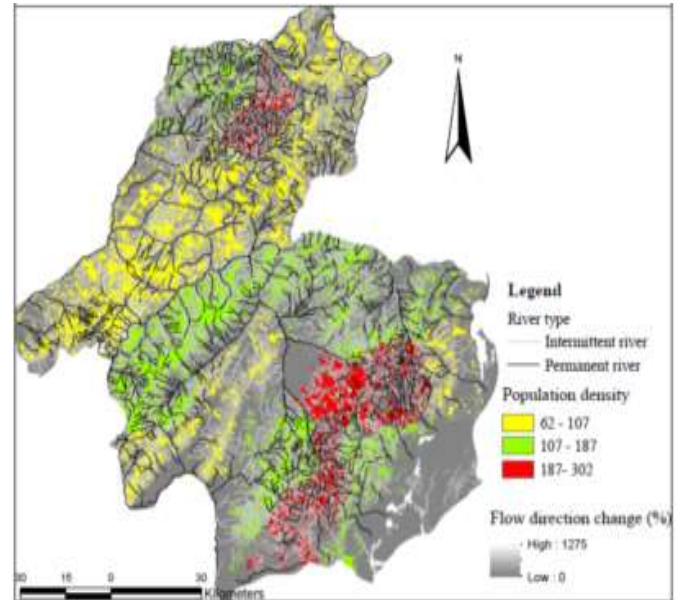 N
Legend
River type
Intermittent river
Permanent river
Population density
62 - 107
107 - 187
187- 302
Flow direction change (%)
High : 1275
Low : 0
30 15 0 30
Kilometers